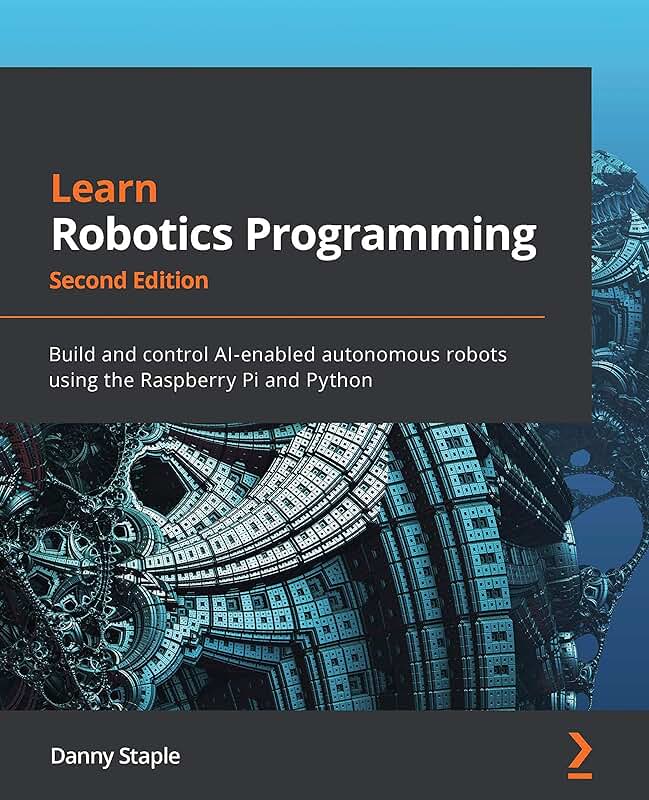 Learn
Robotics Programming
Second Edition
Build and control AI-enabled autonomous robots
using the Raspberry Pi and Python
Danny Staple